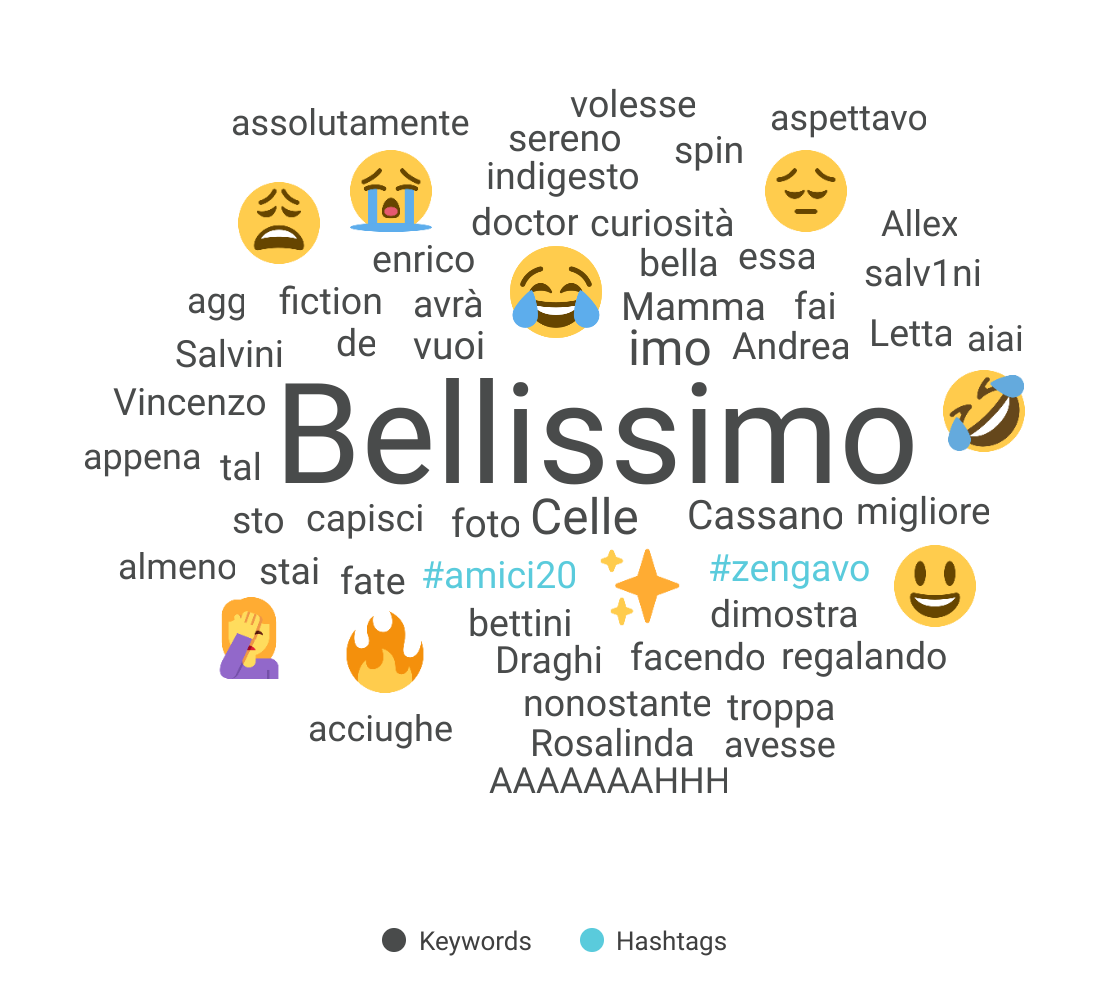 volesse
assolutamente
aspettavo
sereno
spin
indigesto
doctor curiosità
Allex
enrico
bella essa
salv1ni
agg fiction avrà
Mamma fai
Salvini de vuoi
imo Andrea Letta aiai
Vincenzo
Bellissimo
appena tal
sto capisci foto Celle Cassano migliore
almeno stai fate #amici20 #zengavo
bettini dimostra
Draghi facendo regalando
nonostante troppa
acciughe
Rosalinda avesse
AAAAAAAHHH
Keywords Hashtags